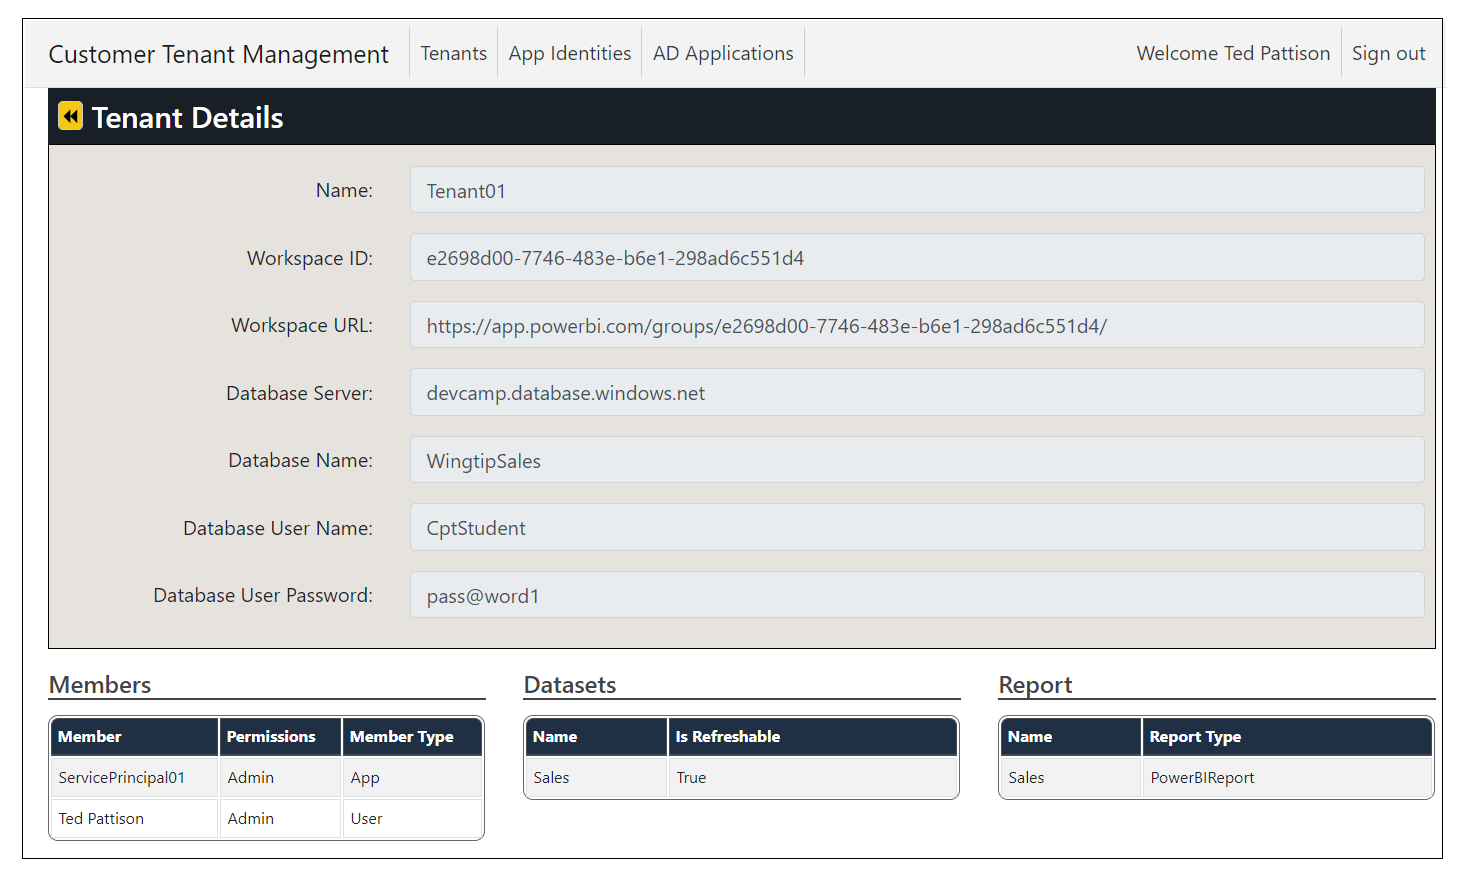 Customer Tenant Management Tenants App Identities AD Applications Welcome Ted Pattison Sign out
Tenant Details
Name: Tenant01
Workspace ID: e2698d00-7746-483e-b6e1-298ad6c551d4
Workspace URL: https://app.powerbi.com/groups/e2698d00-7746-483e-b6e1-298ad6c551d4/
Database Server: devcamp.database.windows.net
Database Name: WingtipSales
Database User Name: CptStudent
Database User Password: pass@word1
Members
Member Permissions Member Type
ServicePrincipal01 Admin App
Ted Pattison Admin User
Datasets
Name Is Refreshable
Sales True
Report
Name Report Type
Sales PowerBIReport